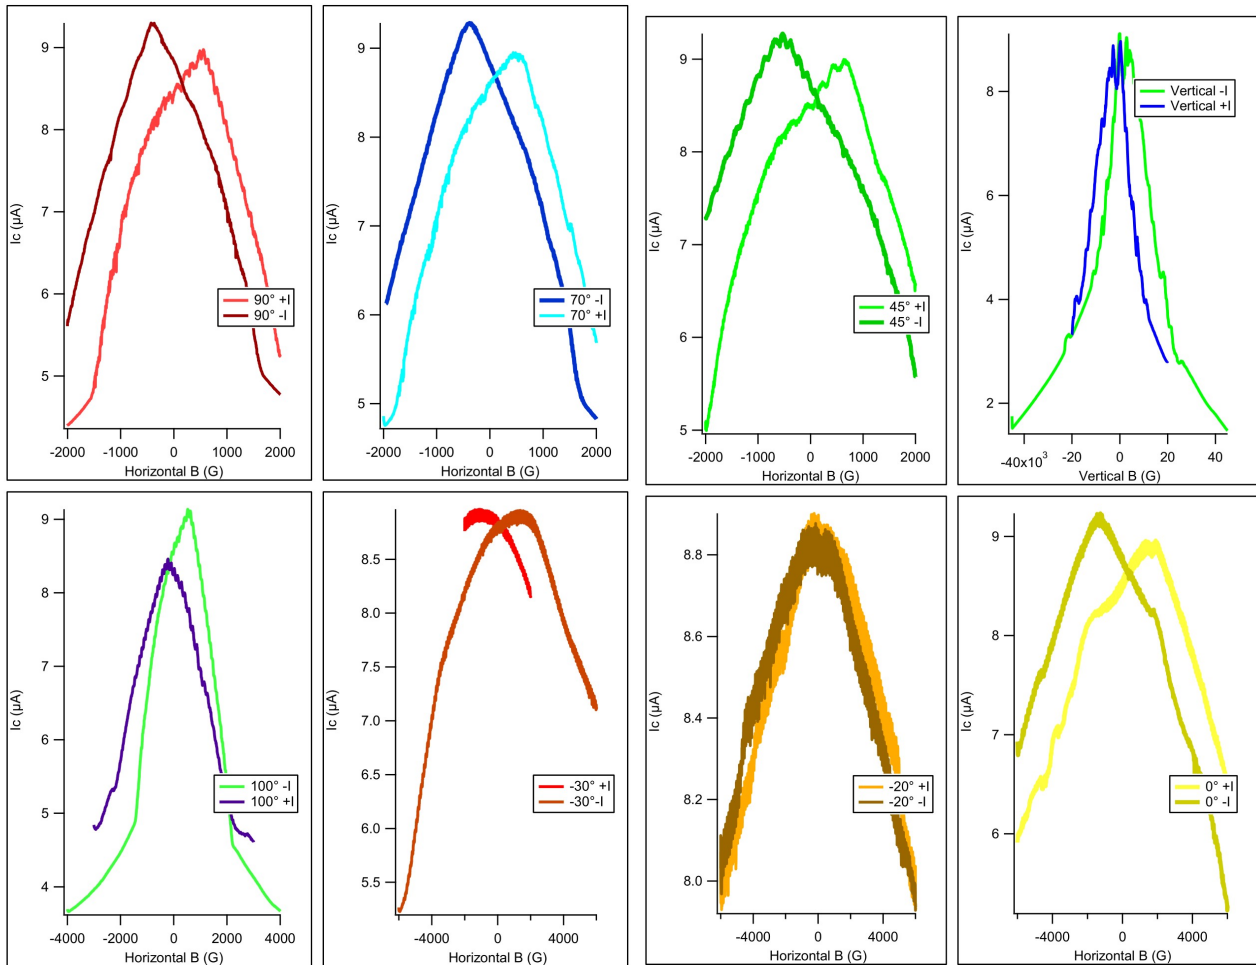 9
8
7
6
5
Ic (µA)
-2000
-1000
0
1000
2000
Horizontal B (G)
90° +I
90° -I
9
8
7
6
5
Ic (µA)
-2000
-1000
0
1000
2000
Horizontal B (G)
70° -I
70° +I
9
8
7
6
5
Ic (µA)
-2000
-1000
0
1000
2000
Horizontal B (G)
45° +I
45° -I
8
6
4
2
Ic (µA)
-40x10³
-20
0
20
40
Vertical B (G)
Vertical -I
Vertical +I
9
8
7
6
5
4
Ic (µA)
-4000
-2000
0
2000
4000
Horizontal B (G)
100° -I
100° +I
8.5
8.0
7.5
7.0
6.5
6.0
5.5
Ic (µA)
-4000
0
4000
Horizontal B (G)
-30° +I
-30° -I
8.8
8.6
8.4
8.2
8.0
Ic (µA)
-4000
0
4000
Horizontal B (G)
-20° +I
-20° -I
9
8
7
6
Ic (µA)
-4000
0
4000
Horizontal B (G)
0° +I
0° -I